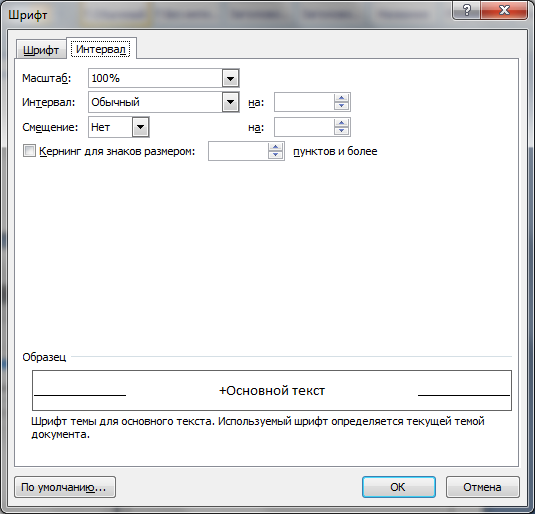 Шрифт
Шрифт Интервал
Масштаб: 100%
Интервал: Обычный на:
Смещение: Нет на:
Кернинг для знаков размером: пунктов и более
Образец
+Основной текст
Шрифт темы для основного текста. Используемый шрифт определяется текущей темой
документа.
По умолчанию... ОК Отмена